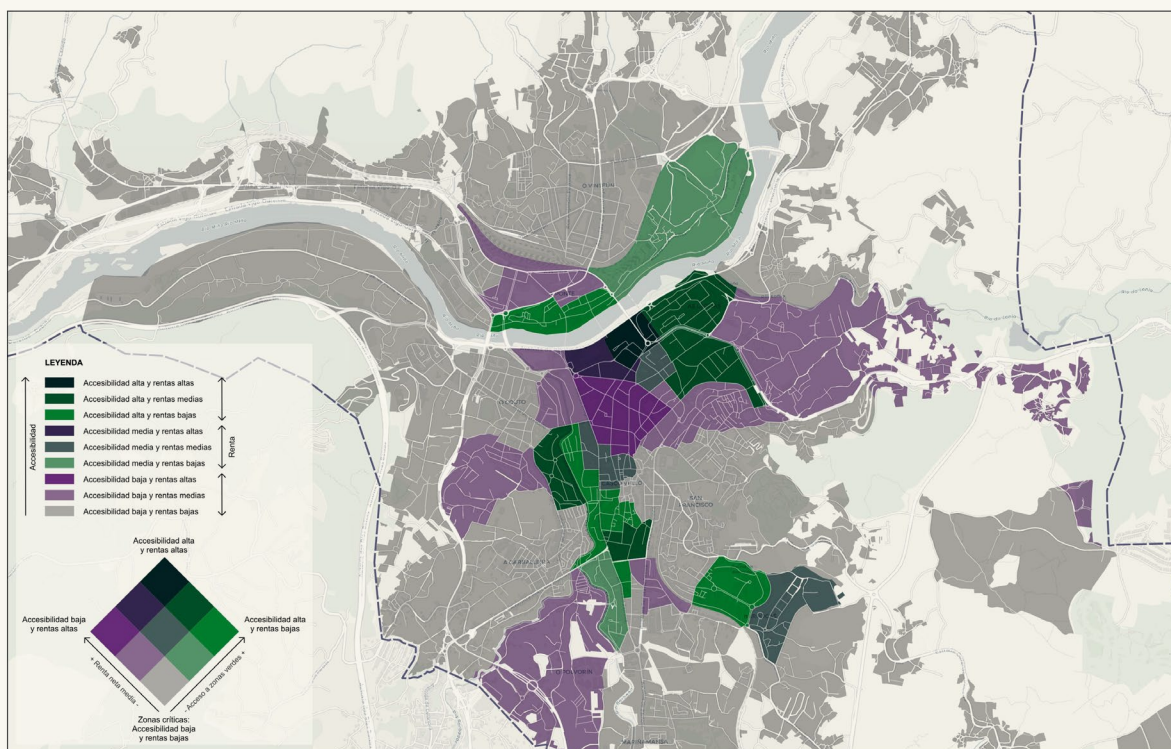 O VINTEUN
SAN
FRANCISCO
LEYENDA
Accesibilidad
Accesibilidad alta y rentas altas
Accesibilidad alta y rentas medias
Accesibilidad alta y rentas bajas
Accesibilidad media y rentas altas
Accesibilidad media y rentas medias
Accesibilidad media y rentas bajas
Accesibilidad baja y rentas altas
Accesibilidad baja y rentas medias
Accesibilidad baja y rentas bajas
Renta
Accesibilidad alta
y rentas altas
Accesibilidad baja
y rentas altas
Accesibilidad alta
y rentas bajas
+ Renta neta media -
- Acceso a zonas verdes +
Zonas críticas:
Accesibilidad baja
y rentas bajas